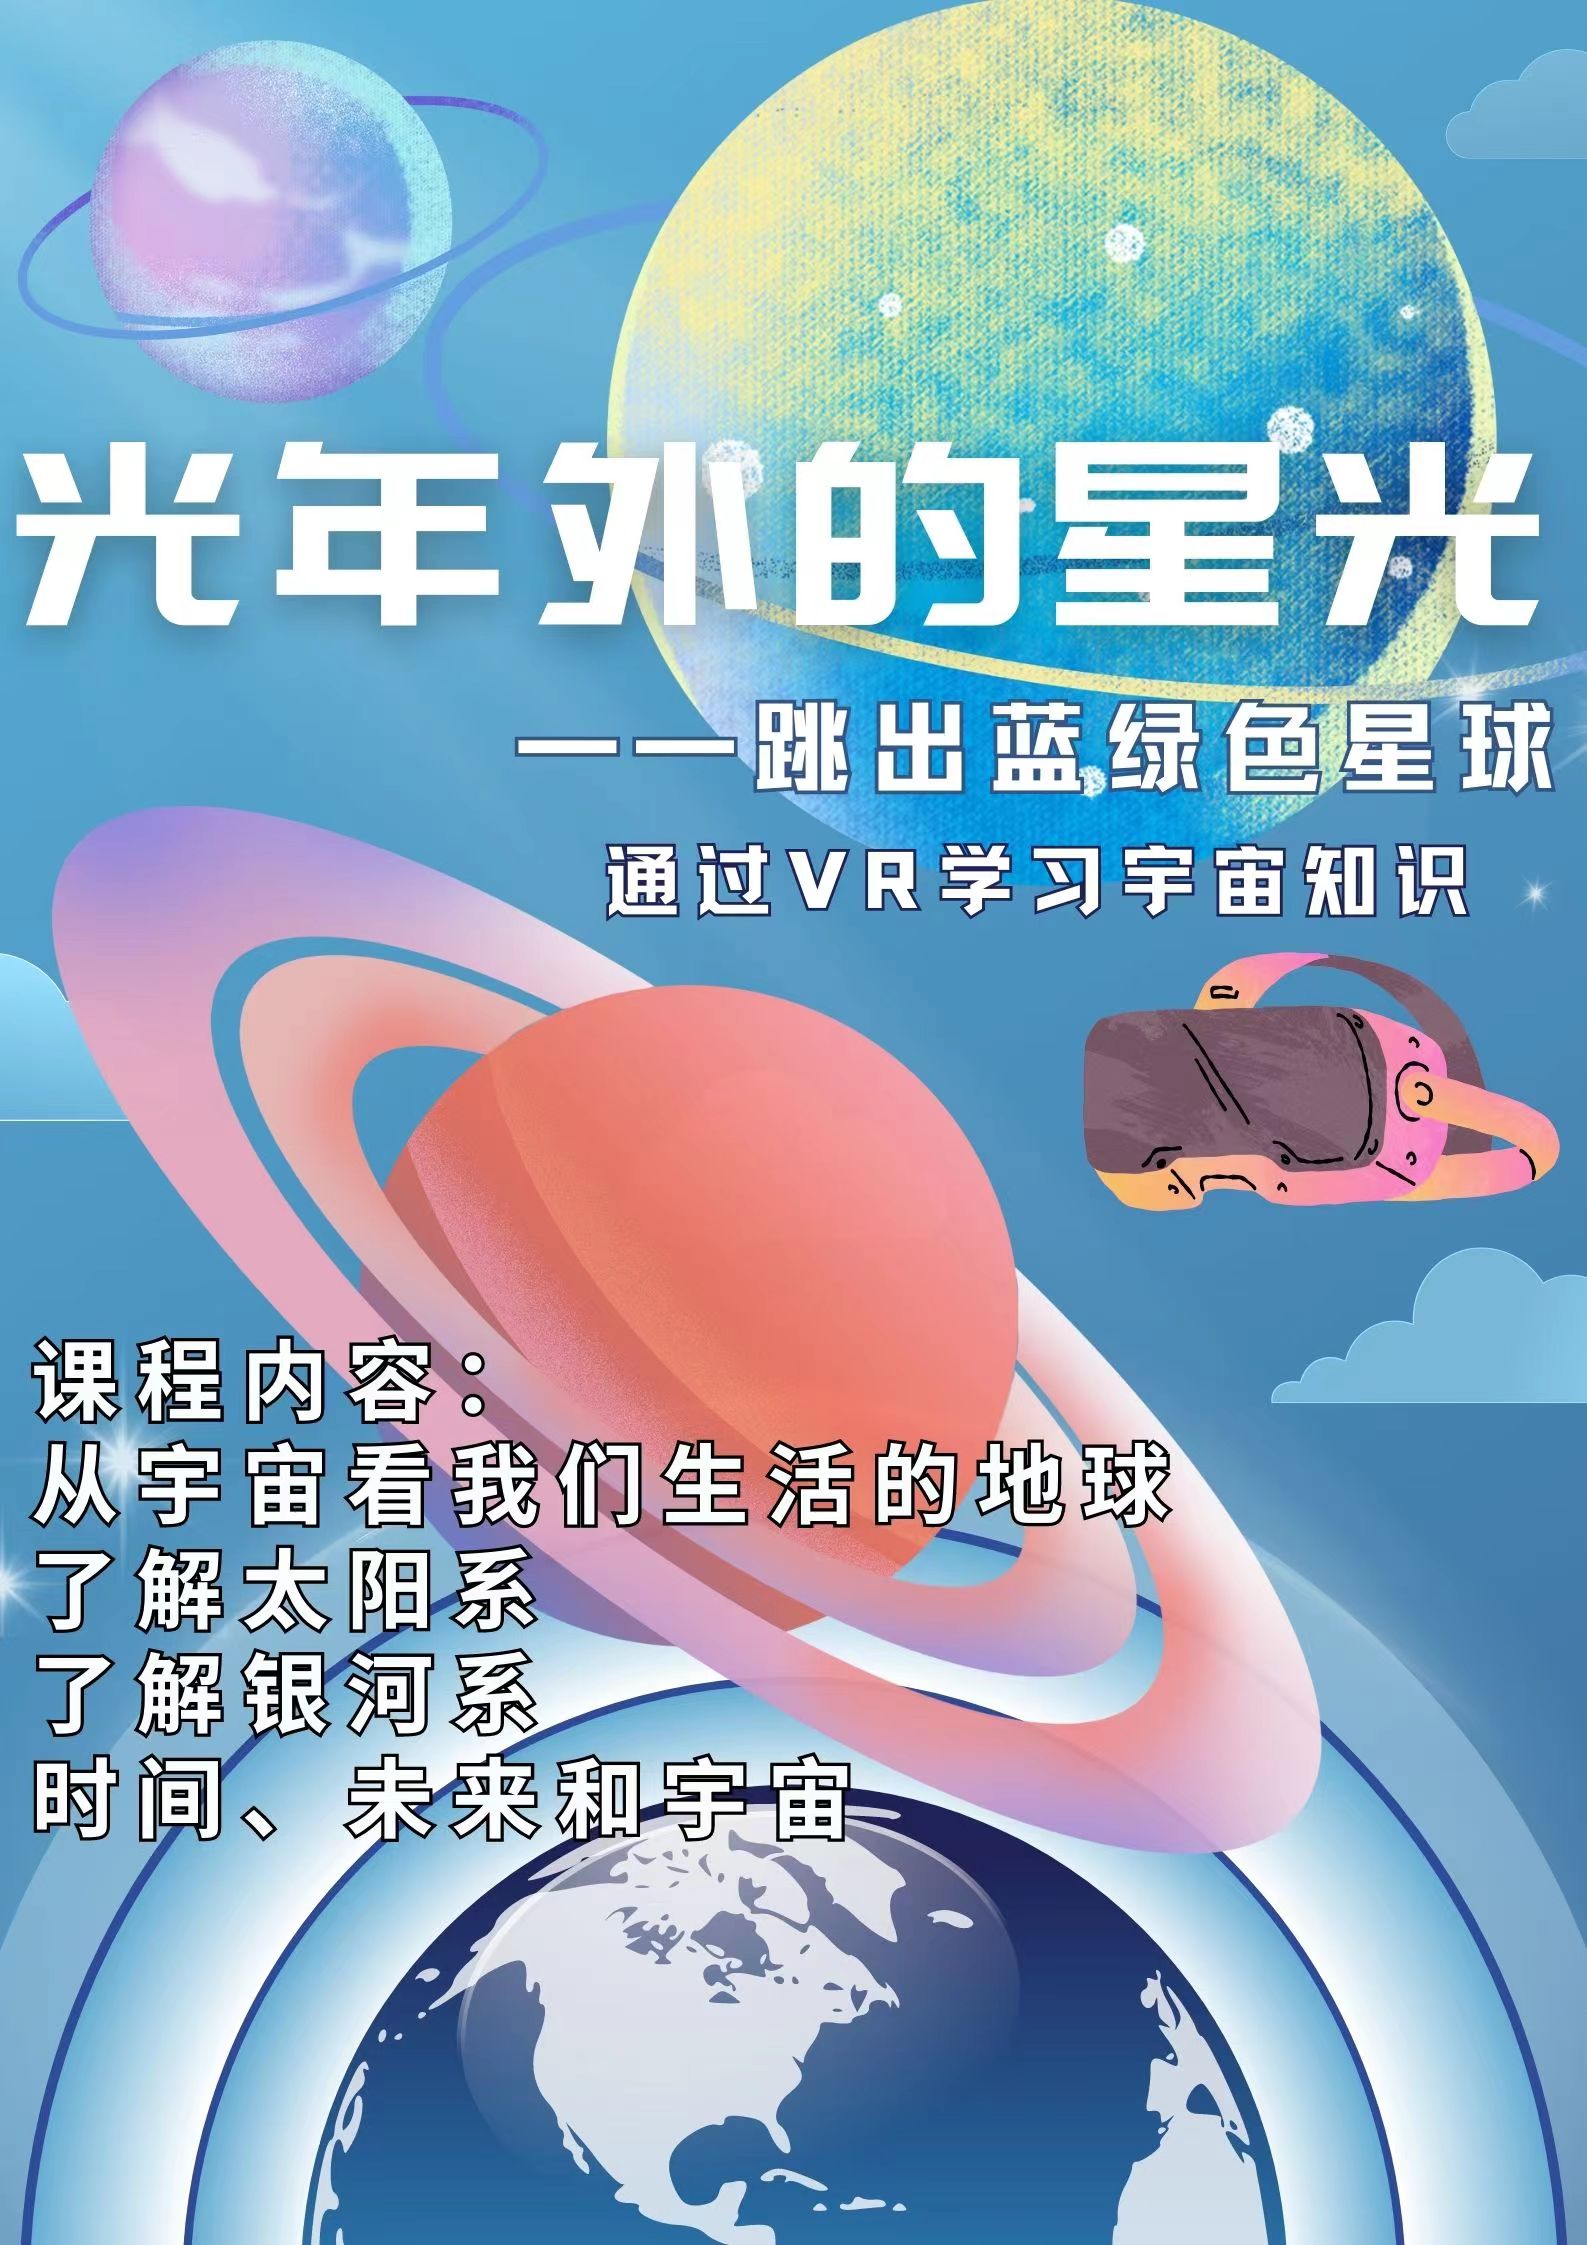 光年外的星光
——跳出蓝绿色星球
通过VR学习宇宙知识
课程内容：
从宇宙看我们生活的地球
了解太阳系
了解银河系
时间、未来和宇宙